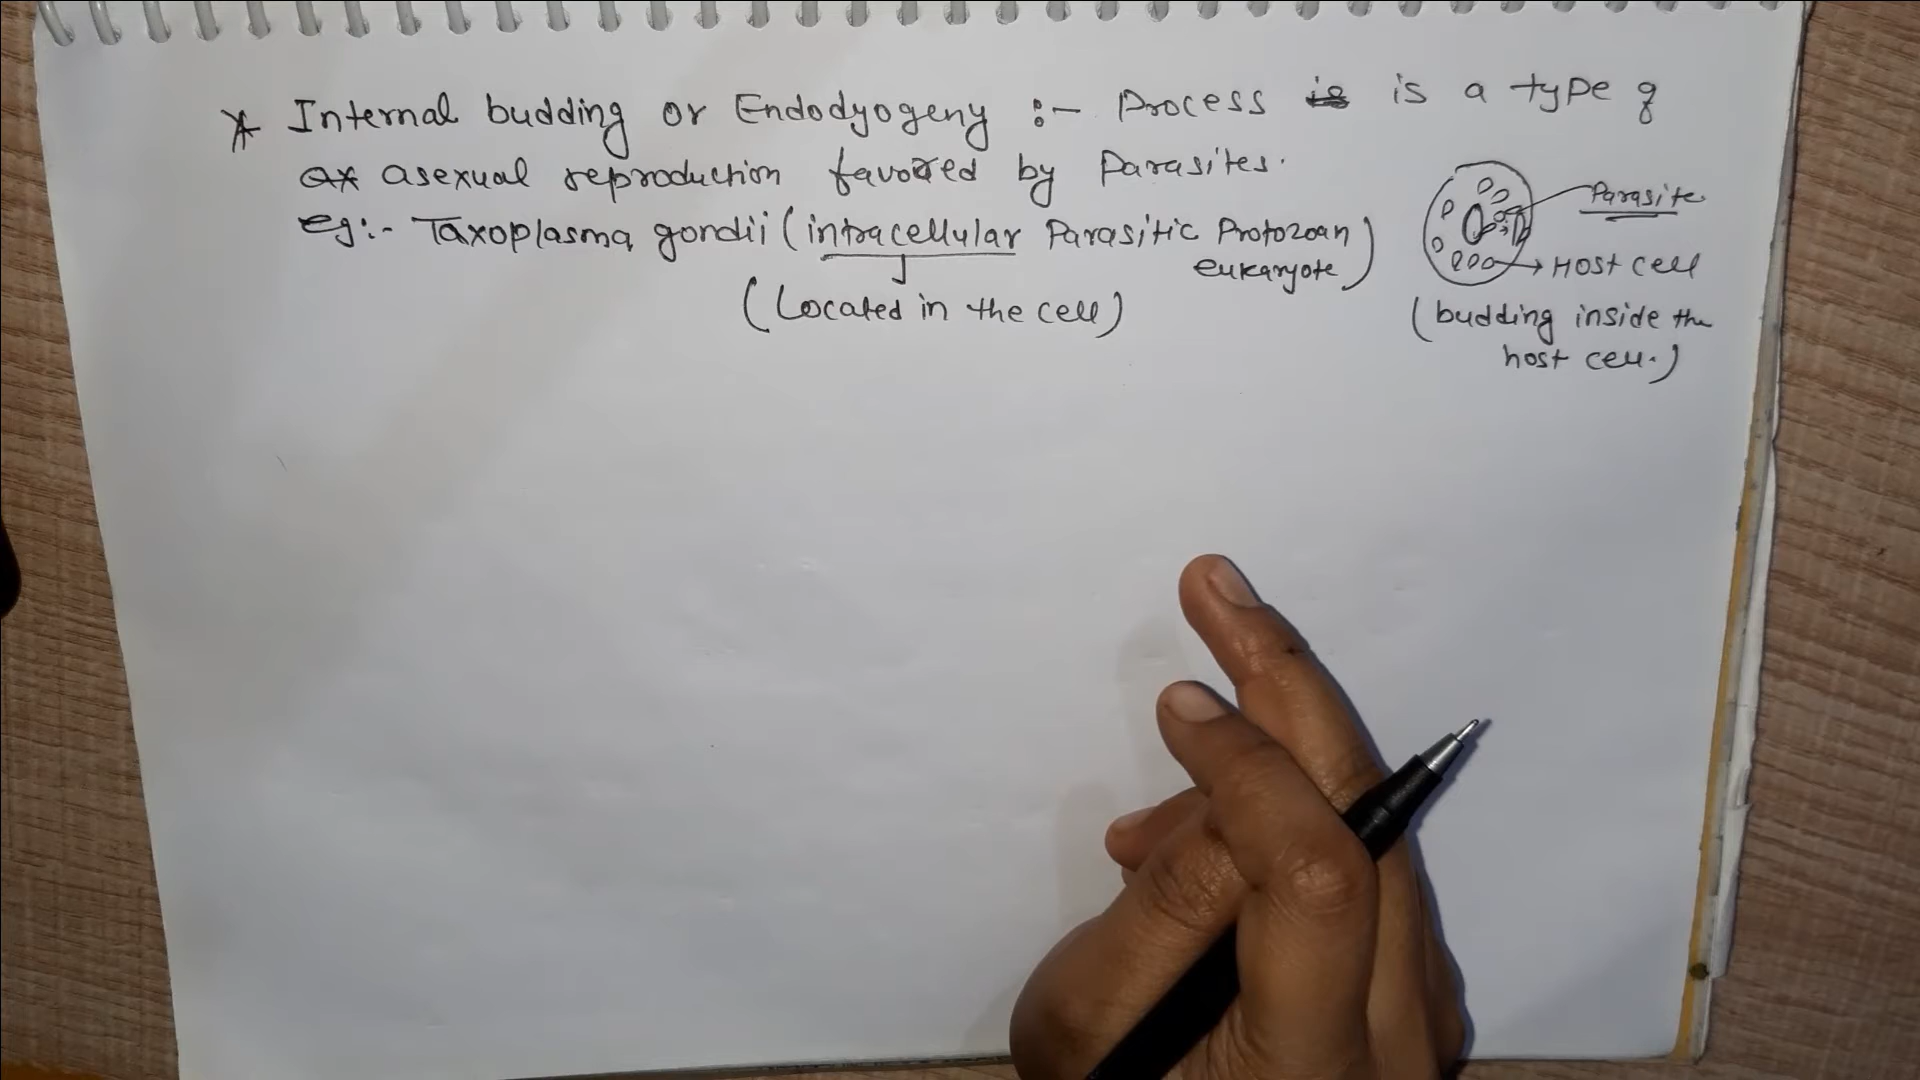 * Internal budding or Endodyogeny :- Process is is a type of
asexual reproduction favored by Parasites.
eg:- Taxoplasma gondii (intracellular Parasitic Protozoan
eukaryote)
(Located in the cell)
Parasite
→ Host cell
(budding inside the
host cell.)